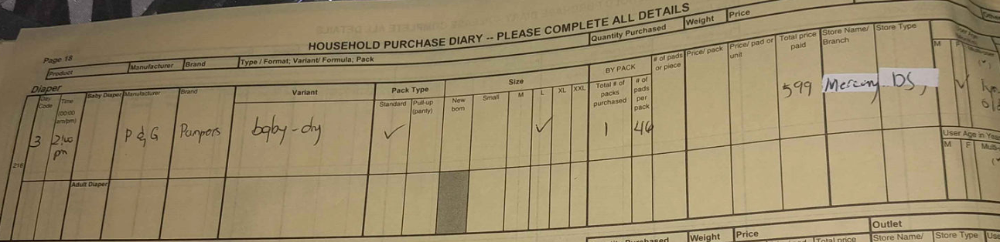 HOUSEHOLD PURCHASE DIARY -- PLEASE COMPLETE ALL DETAILS
Page 18
Product Manufacturer Brand Type / Format; Variant/ Formula; Pack Quantity Purchased Weight Price
Diaper
Day Code Time (00:00 am/pm) Baby Diaper Manufacturer Brand Variant Pack Type Standard Pull-up (panty) Size New born Small M L XL XXL BY PACK Total # of packs purchased # of pads per pack # of pads or piece Price/ pack Price/ pad or unit Total price paid Store Name/ Branch Store Type M F
3 2:40 pm P & G Pampers baby-dry ✓ ✓ 1 46 599 Mercury DS, ✓
User Age in Yea
M F Multi-
216
Adult Diaper
Outlet
Weight Price
Total price Store Name/ Store Type Use